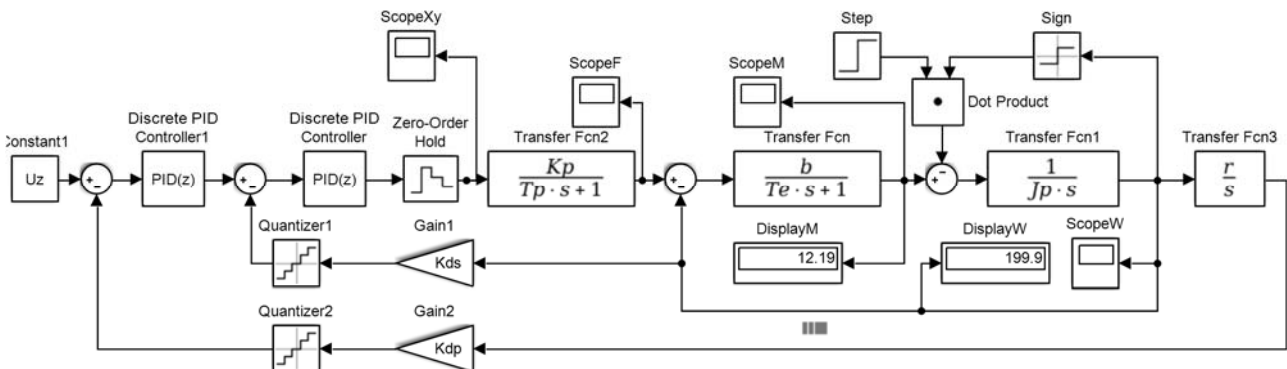 ScopeXy
Step
Sign
ScopeF
ScopeM
Dot Product
Discrete PID
Controller1
Discrete PID
Controller
Zero-Order
Hold
Constant1
Transfer Fcn2
Transfer Fcn
Transfer Fcn1
Transfer Fcn3
Uz
+
-
PID(z)
+
-
PID(z)
Kp
Tp · s + 1
+
-
b
Te · s + 1
-
+
1
Jp · s
r
s
Quantizer1
Gain1
Kds
DisplayM
12.19
DisplayW
199.9
ScopeW
Quantizer2
Gain2
Kdp